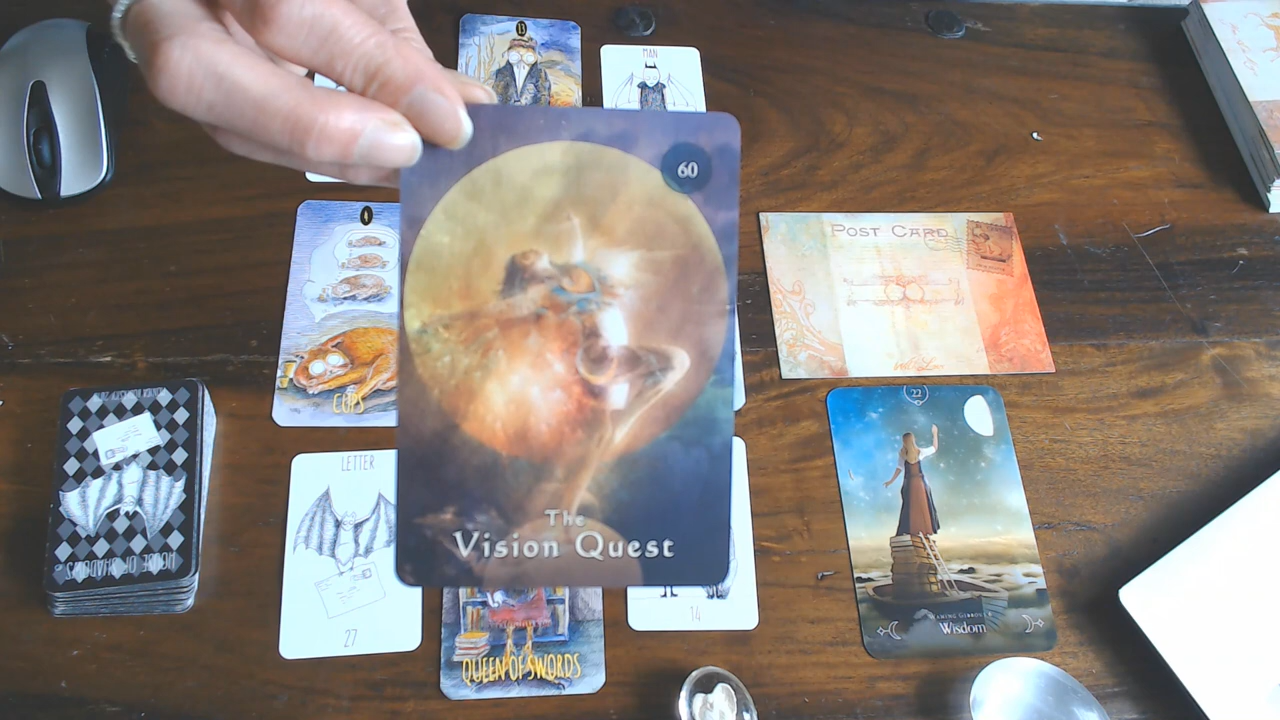 13
MAN
60
POST CARD
CUPS
22
LETTER
The
Vision Quest
HOUSE OF SHADOWS
Wisdom
27
14
QUEEN OF SWORDS